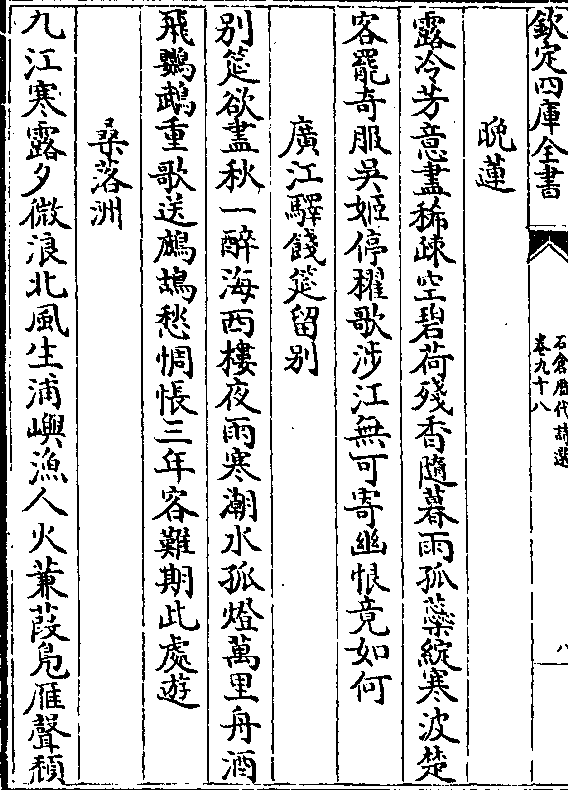 欽定四庫全書
石倉歷代詩選
卷九十八
八
晚蓮
露冷芳意盡稀踈空碧荷殘香隨暮雨孤蘂綻寒波楚
客罷奇服吳姬停櫂歌涉江無可寄幽恨竟如何
廣江驛餞筵留别
别筵欲盡秋一醉海西樓夜雨寒潮水孤燈萬里舟酒
飛鸚鵡重歌送鷓鴣愁惆悵三年客難期此處遊
桑落洲
九江寒露夕微浪北風生浦嶼漁人火蒹葭鳬雁聲頽